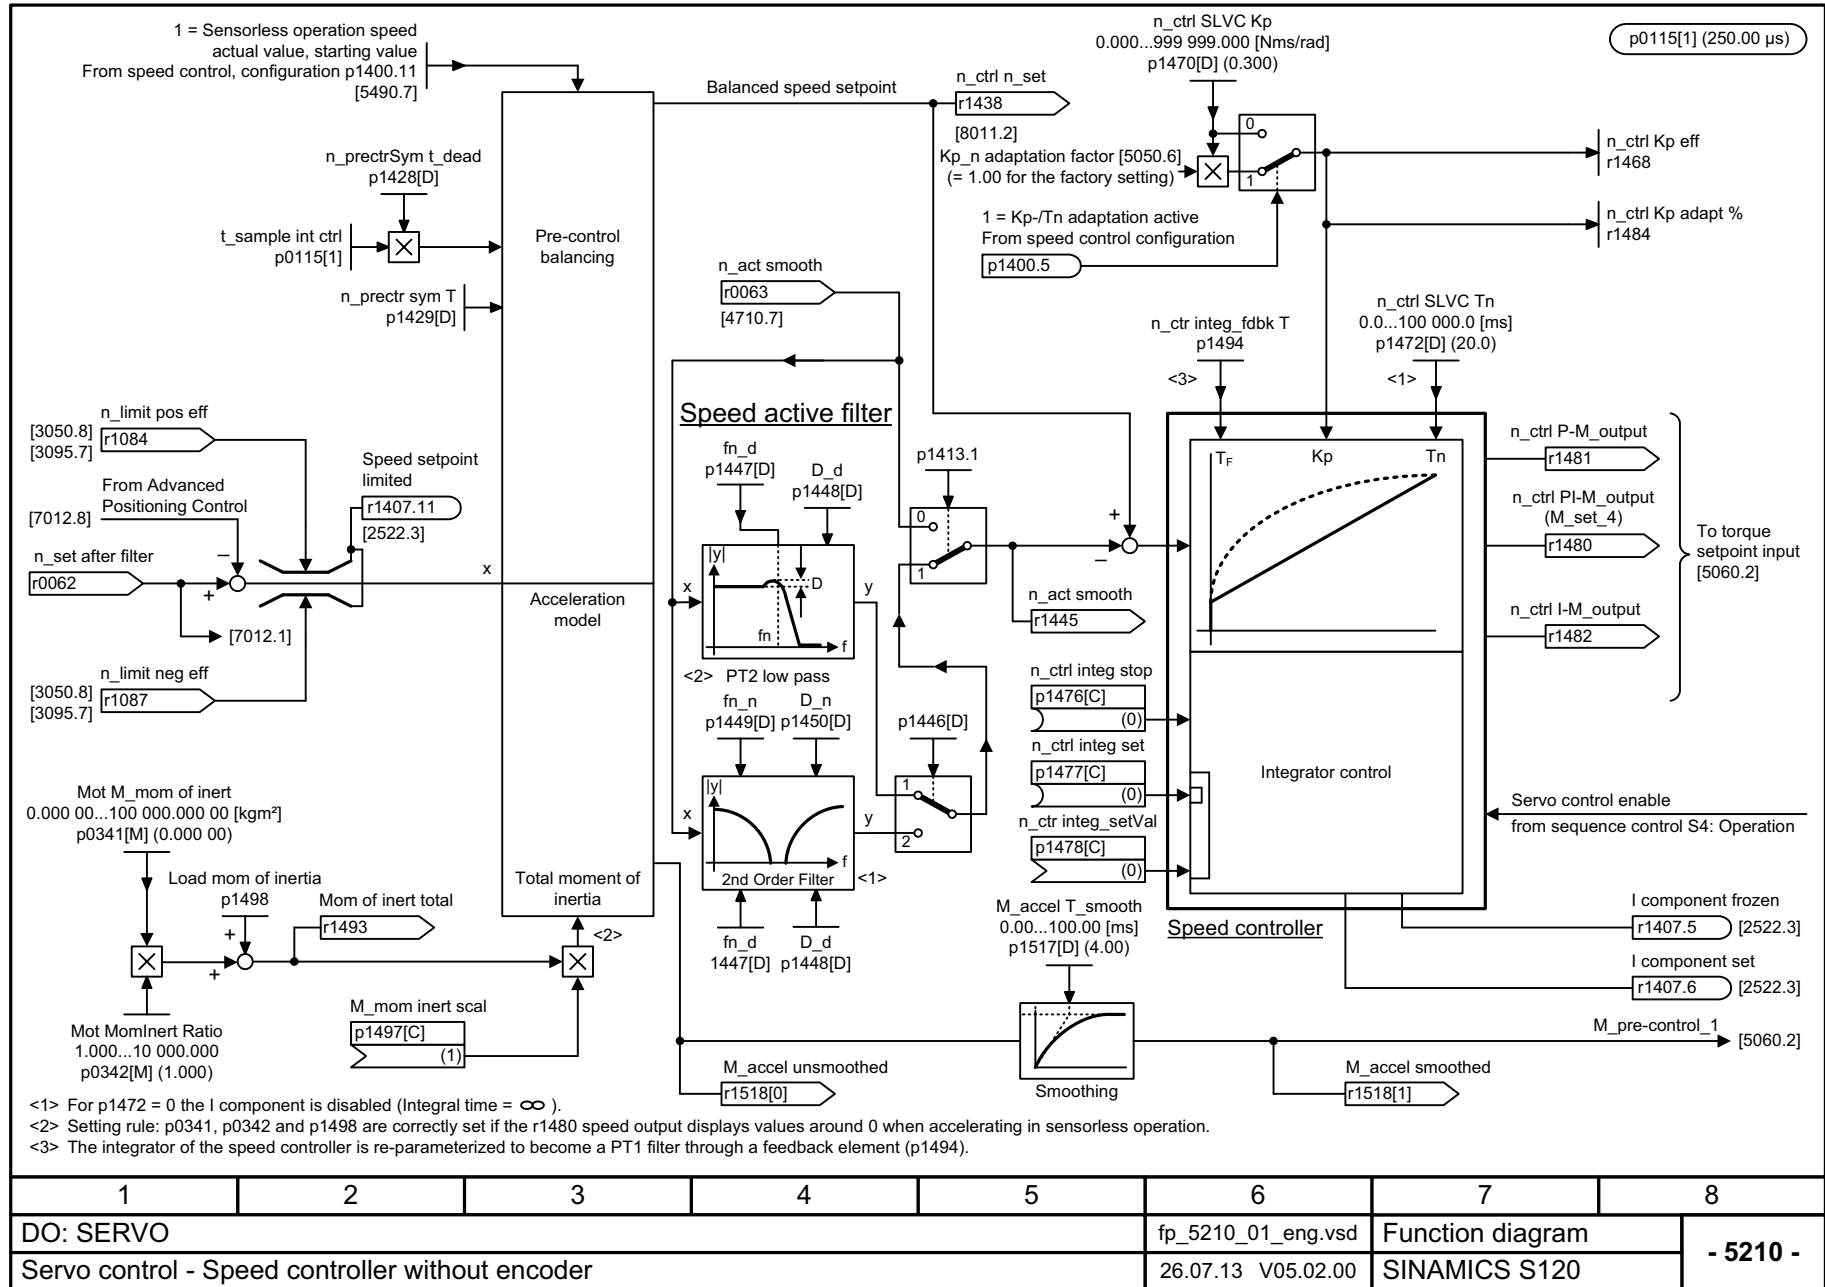 1 = Sensorless operation speed
actual value, starting value
From speed control, configuration p1400.11
[5490.7]
n_prectrSym t_dead
p1428[D]
t_sample int ctrl
p0115[1]
n_prectr sym T
p1429[D]
Pre-control
balancing
Balanced speed setpoint
n_ctrl n_set
r1438
[8011.2]
n_ctrl SLVC Kp
0.000...999 999.000 [Nms/rad]
p1470[D] (0.300)
p0115[1] (250.00 µs)
Kp_n adaptation factor [5050.6]
(= 1.00 for the factory setting)
0
1
n_ctrl Kp eff
r1468
n_ctrl Kp adapt %
r1484
1 = Kp-/Tn adaptation active
From speed control configuration
p1400.5
n_act smooth
r0063
[4710.7]
n_ctr integ_fdbk T
p1494
<3>
n_ctrl SLVC Tn
0.0...100 000.0 [ms]
p1472[D] (20.0)
<1>
n_limit pos eff
[3050.8]
[3095.7]
r1084
From Advanced
Positioning Control
[7012.8]
n_set after filter
r0062
−
+
[7012.1]
n_limit neg eff
[3050.8]
[3095.7]
r1087
Speed setpoint
limited
r1407.11
[2522.3]
x
Acceleration
model
Total moment of
inertia
Speed active filter
fn_d
p1447[D]
D_d
p1448[D]
|y|
D
x
y
fn
f
<2> PT2 low pass
fn_n
p1449[D]
D_n
p1450[D]
|y|
x
y
f
2nd Order Filter
<1>
fn_d
1447[D]
D_d
p1448[D]
p1413.1
0
1
p1446[D]
1
2
+
−
n_act smooth
r1445
T_F
Kp
Tn
n_ctrl P-M_output
r1481
n_ctrl PI-M_output
(M_set_4)
r1480
n_ctrl I-M_output
r1482
To torque
setpoint input
[5060.2]
n_ctrl integ stop
p1476[C]
(0)
n_ctrl integ set
p1477[C]
(0)
n_ctr integ_setVal
p1478[C]
(0)
Integrator control
Servo control enable
from sequence control S4: Operation
Speed controller
I component frozen
r1407.5
[2522.3]
I component set
r1407.6
[2522.3]
Mot M_mom of inert
0.000 00...100 000.000 00 [kgm²]
p0341[M] (0.000 00)
Load mom of inertia
p1498
+
+
Mom of inert total
r1493
<2>
Mot MomInert Ratio
1.000...10 000.000
p0342[M] (1.000)
M_mom inert scal
p1497[C]
(1)
M_accel T_smooth
0.00...100.00 [ms]
p1517[D] (4.00)
Smoothing
M_accel unsmoothed
r1518[0]
M_accel smoothed
r1518[1]
M_pre-control_1
[5060.2]
<1> For p1472 = 0 the I component is disabled (Integral time = ∞ ).
<2> Setting rule: p0341, p0342 and p1498 are correctly set if the r1480 speed output displays values around 0 when accelerating in sensorless operation.
<3> The integrator of the speed controller is re-parameterized to become a PT1 filter through a feedback element (p1494).
1 2 3 4 5 6 7 8
DO: SERVO
fp_5210_01_eng.vsd
Function diagram
- 5210 -
Servo control - Speed controller without encoder
26.07.13 V05.02.00
SINAMICS S120